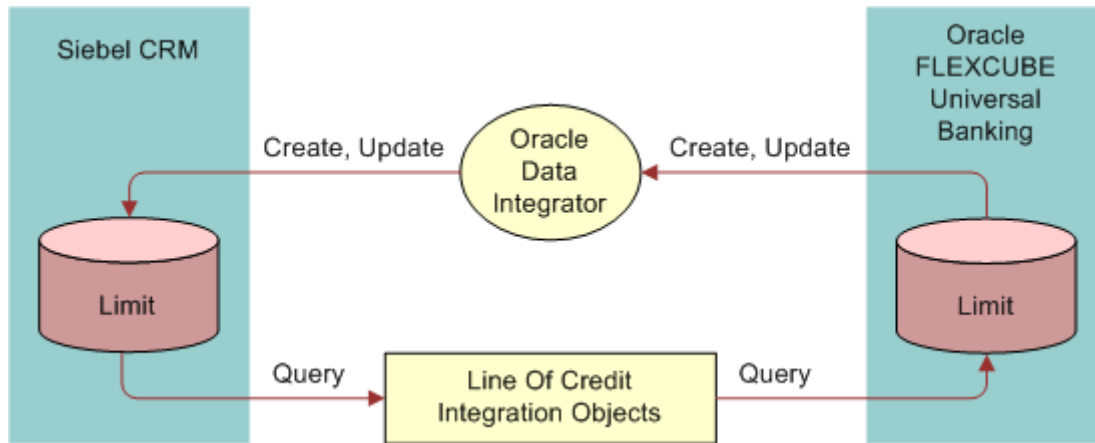 Siebel CRM
Oracle
FLEXCUBE
Universal
Banking
Create, Update
Oracle
Data
Integrator
Create, Update
Limit
Limit
Query
Line Of Credit
Integration Objects
Query